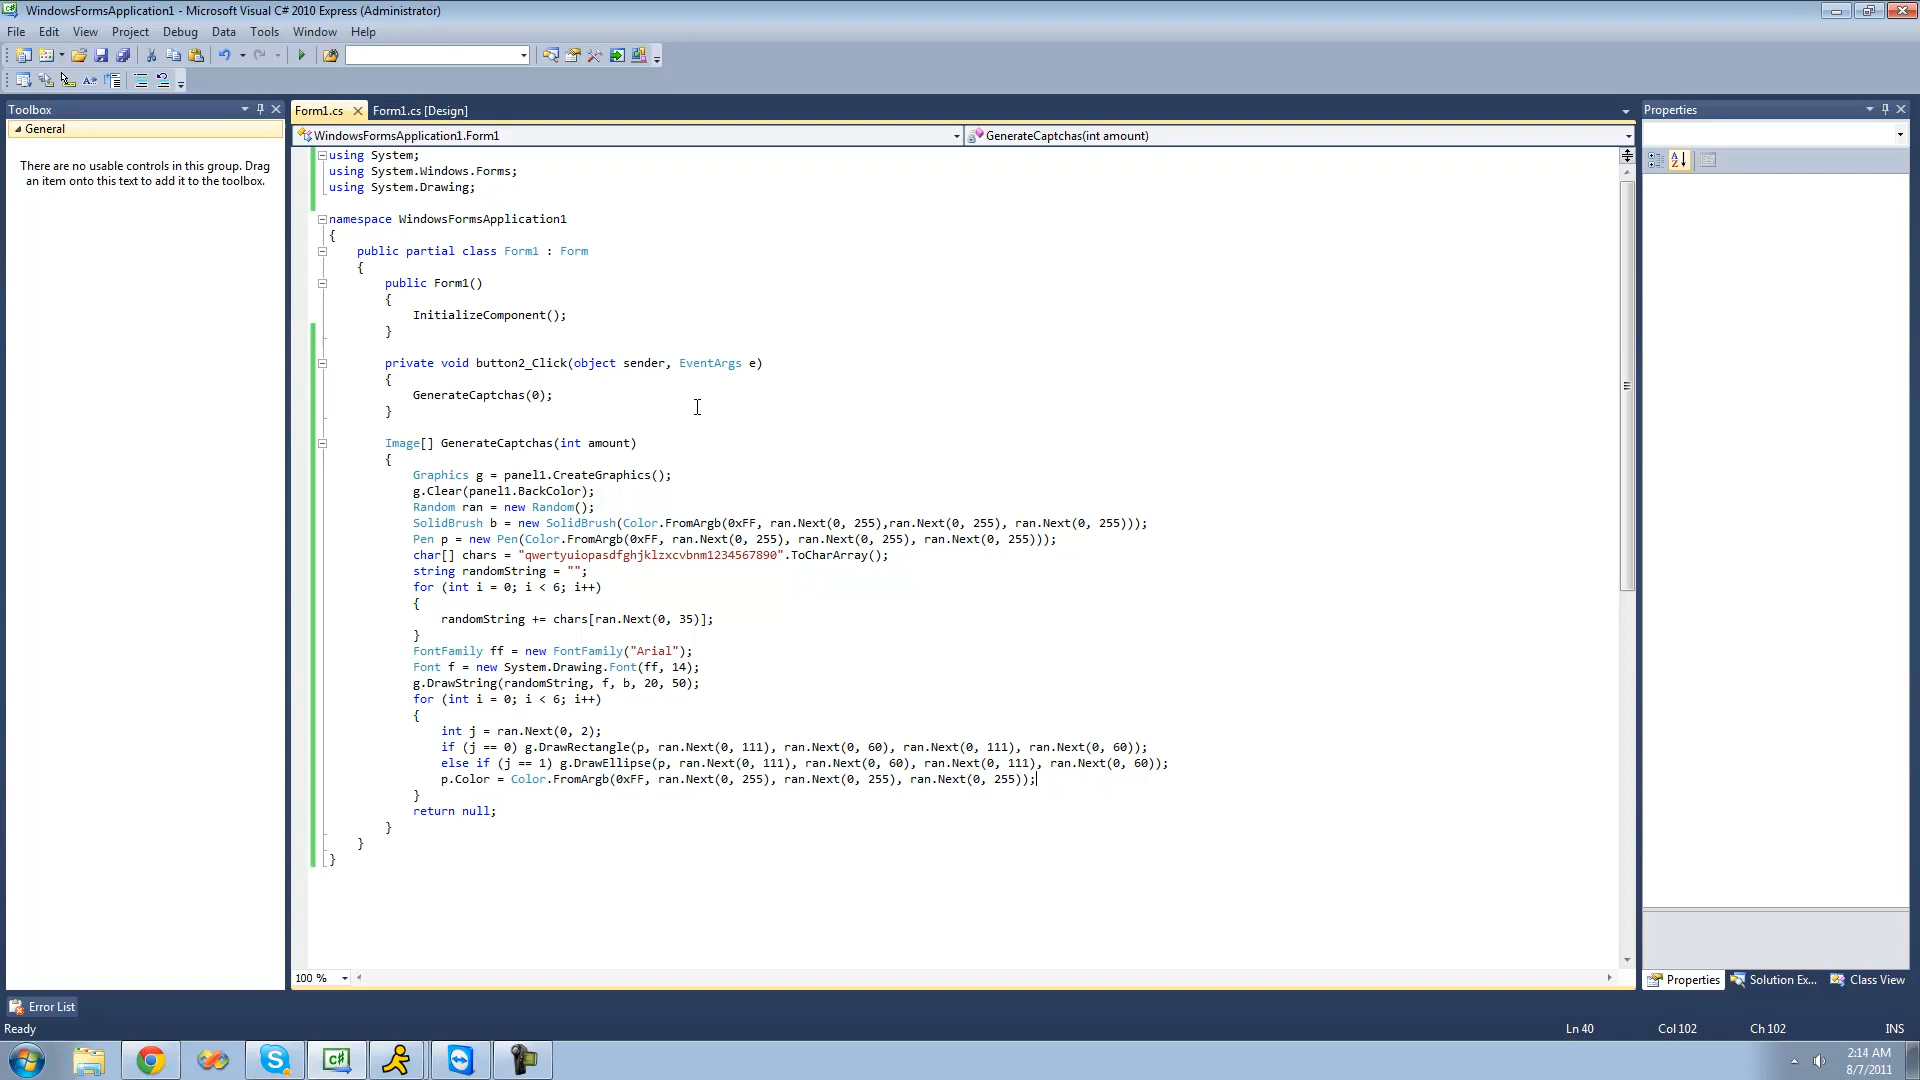 WindowsFormsApplication1 - Microsoft Visual C# 2010 Express (Administrator)
File Edit View Project Debug Data Tools Window Help
Toolbox
General
There are no usable controls in this group. Drag
an item onto this text to add it to the toolbox.
Form1.cs Form1.cs [Design]
WindowsFormsApplication1.Form1 GenerateCaptchas(int amount)
using System;
using System.Windows.Forms;
using System.Drawing;
namespace WindowsFormsApplication1
{
public partial class Form1 : Form
{
public Form1()
{
InitializeComponent();
}
private void button2_Click(object sender, EventArgs e)
{
GenerateCaptchas(0);
}
Image[] GenerateCaptchas(int amount)
{
Graphics g = panel1.CreateGraphics();
g.Clear(panel1.BackColor);
Random ran = new Random();
SolidBrush b = new SolidBrush(Color.FromArgb(0xFF, ran.Next(0, 255),ran.Next(0, 255), ran.Next(0, 255)));
Pen p = new Pen(Color.FromArgb(0xFF, ran.Next(0, 255), ran.Next(0, 255), ran.Next(0, 255)));
char[] chars = "qwertyuiopasdfghjklzxcvbnm1234567890".ToCharArray();
string randomString = "";
for (int i = 0; i < 6; i++)
{
randomString += chars[ran.Next(0, 35)];
}
FontFamily ff = new FontFamily("Arial");
Font f = new System.Drawing.Font(ff, 14);
g.DrawString(randomString, f, b, 20, 50);
for (int i = 0; i < 6; i++)
{
int j = ran.Next(0, 2);
if (j == 0) g.DrawRectangle(p, ran.Next(0, 111), ran.Next(0, 60), ran.Next(0, 111), ran.Next(0, 60));
else if (j == 1) g.DrawEllipse(p, ran.Next(0, 111), ran.Next(0, 60), ran.Next(0, 111), ran.Next(0, 60));
p.Color = Color.FromArgb(0xFF, ran.Next(0, 255), ran.Next(0, 255), ran.Next(0, 255));
}
return null;
}
}
}
100 %
Properties
Properties Solution Ex... Class View
Error List
Ready Ln 40 Col 102 Ch 102 INS
2:14 AM
8/7/2011